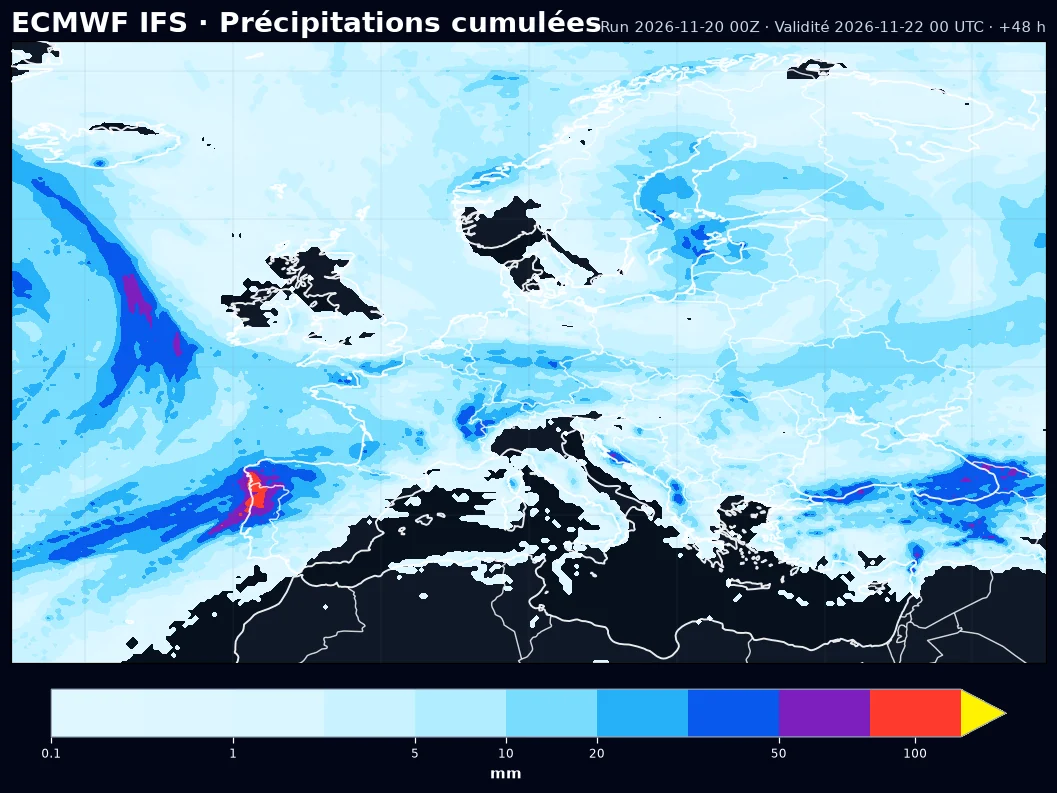 ECMWF IFS · Précipitations cumulées
Run 2026-11-20 00Z · Validité 2026-11-22 00 UTC · +48 h
0.1 1 5 10 20 50 100
mm